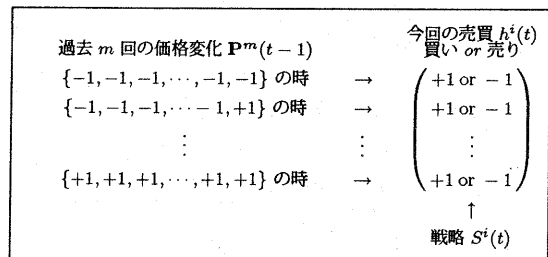 今回の売買 h^i(t)
過去 m 回の価格変化 P^m(t−1) 買い or 売り
{−1, −1, −1, ⋯, −1, −1} の時 → +1 or −1
{−1, −1, −1, ⋯ −1, +1} の時 → +1 or −1
⋮ ⋮ ⋮
{+1, +1, +1, ⋯, +1, +1} の時 → +1 or −1
↑
戦略 S^i(t)